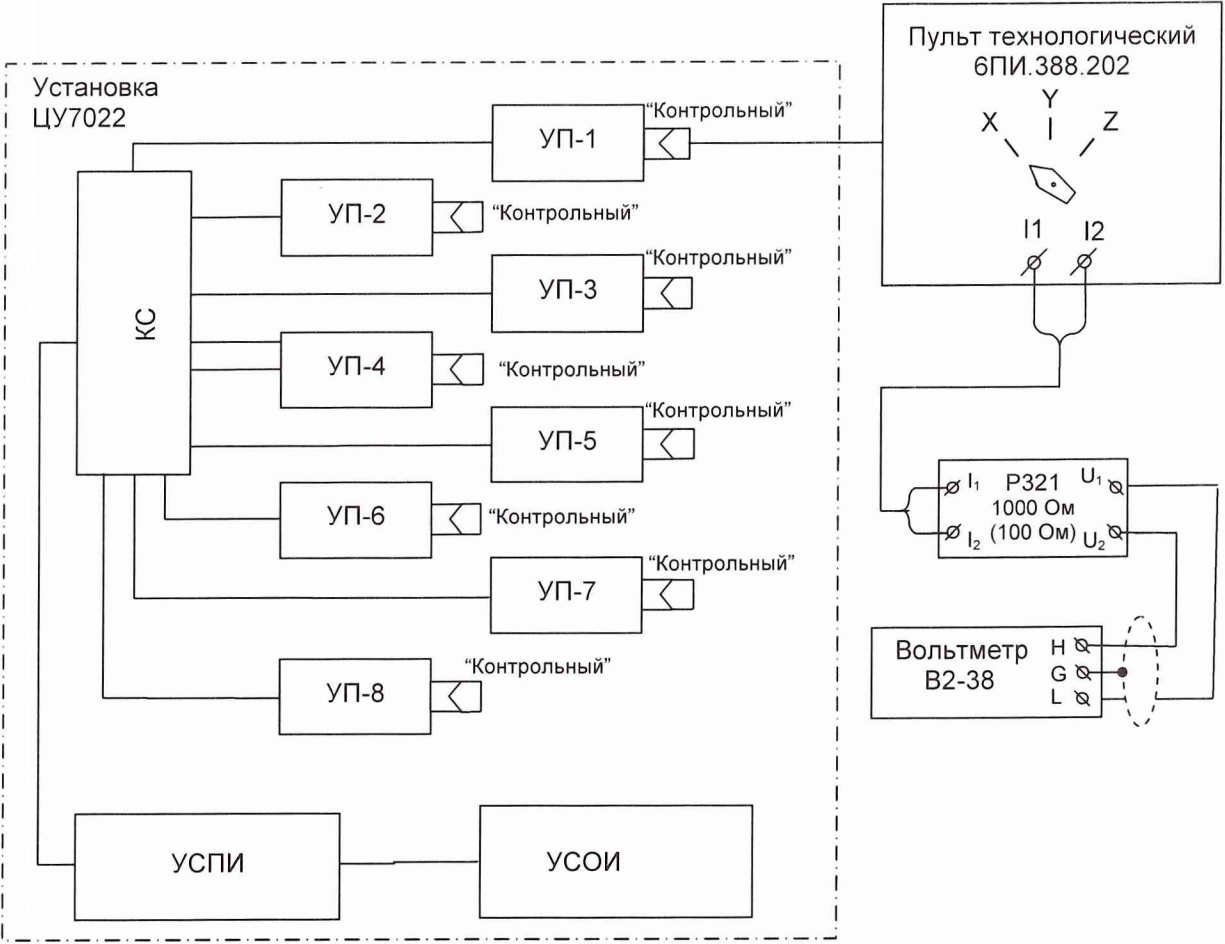 Установка
ЦУ7022
Пульт технологический
6ПИ.388.202
X
Y
Z
I1
I2
УП-1
“Контрольный”
УП-2
“Контрольный”
УП-3
“Контрольный”
КС
УП-4
“Контрольный”
УП-5
“Контрольный”
УП-6
“Контрольный”
УП-7
“Контрольный”
УП-8
“Контрольный”
I₁ Р321 U₁
1000 Ом
I₂ (100 Ом) U₂
Вольтметр
В2-38
H
G
L
УСПИ
УСОИ